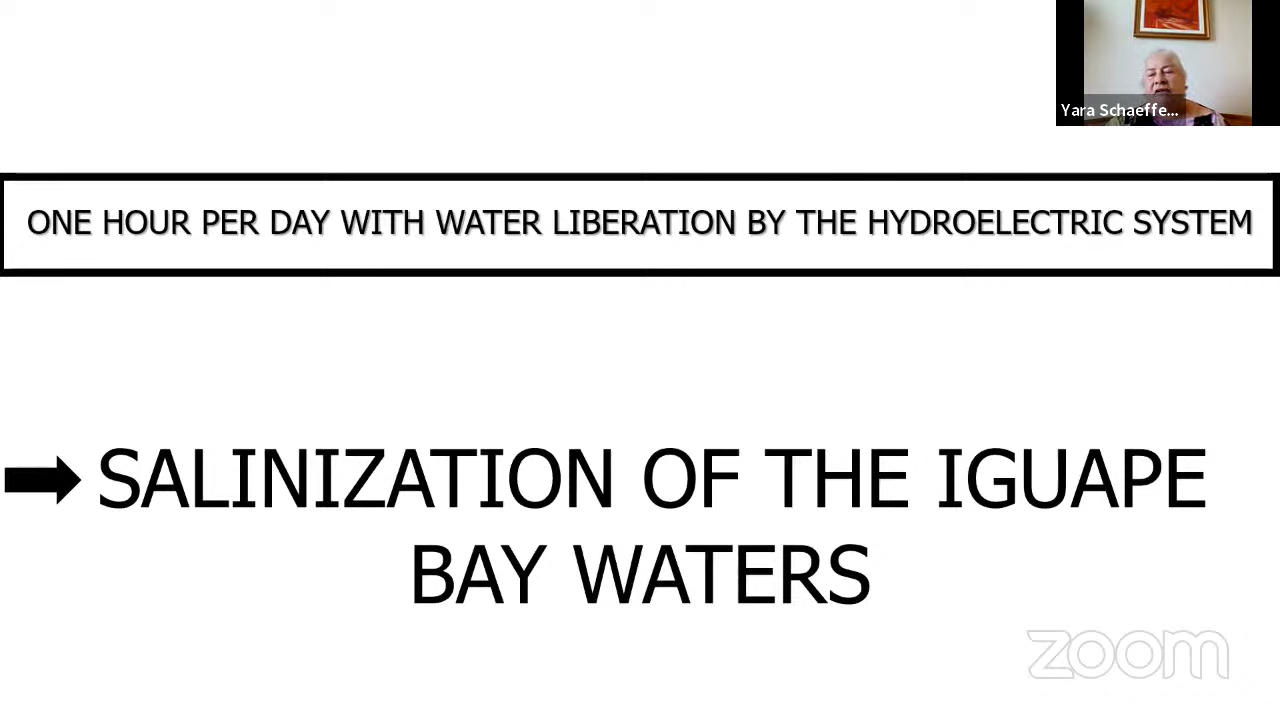 Yara Schaeffe...
ONE HOUR PER DAY WITH WATER LIBERATION BY THE HYDROELECTRIC SYSTEM
SALINIZATION OF THE IGUAPE
BAY WATERS
zoom